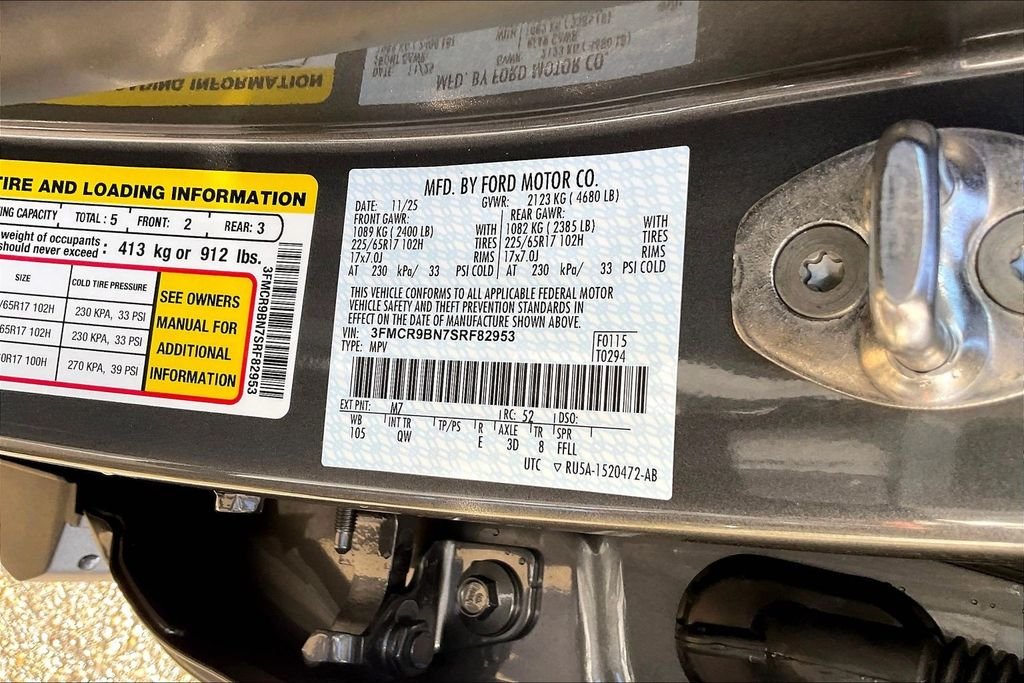 MFD. BY FORD MOTOR CO.
TIRE AND LOADING INFORMATION
CAPACITY TOTAL : 5 FRONT: 2 REAR: 3
weight of occupants
should never exceed : 413 kg or 912 lbs.
SIZE COLD TIRE PRESSURE
65R17 102H 230 KPA, 33 PSI
65R17 102H 230 KPA, 33 PSI
R17 100H 270 KPA, 39 PSI
SEE OWNERS
MANUAL FOR
ADDITIONAL
INFORMATION
3FMCR9BN7SRF82953
MFD. BY FORD MOTOR CO.
DATE: 11/25 GVWR: 2123 KG ( 4680 LB)
FRONT GAWR: REAR GAWR:
1089 KG ( 2400 LB) WITH 1082 KG ( 2385 LB) WITH
225/65R17 102H TIRES 225/65R17 102H TIRES
17x7.0J RIMS 17x7.0J RIMS
AT 230 kPa/ 33 PSI COLD AT 230 kPa/ 33 PSI COLD
THIS VEHICLE CONFORMS TO ALL APPLICABLE FEDERAL MOTOR
VEHICLE SAFETY AND THEFT PREVENTION STANDARDS IN
EFFECT ON THE DATE OF MANUFACTURE SHOWN ABOVE.
VIN: 3FMCR9BN7SRF82953 F0115
TYPE: MPV T0294
EXT PNT: M7 RC: 52 DSO:
WB INT TR TP/PS R AXLE TR SPR
105 QW E 3D 8 FFLL
UTC ▽ RU5A-1520472-AB